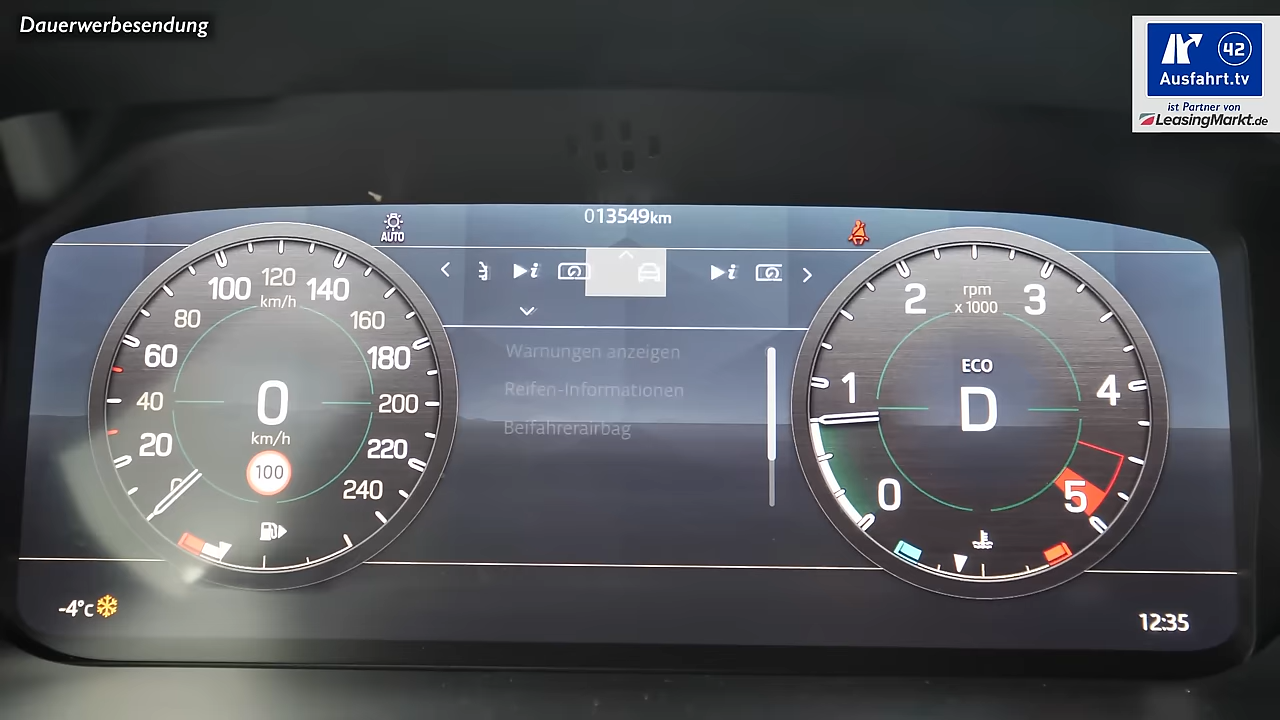 Dauerwerbesendung
42
Ausfahrt.tv
ist Partner von
LeasingMarkt.de
013549km
AUTO
100 120 140
km/h
80 160
60 180
40 200
20 220
0 240
0
km/h
100
Warnungen anzeigen
Reifen-Informationen
Beifahrerairbag
2 rpm 3
x 1000
1 4
0 5
ECO
D
-4°C
12:35